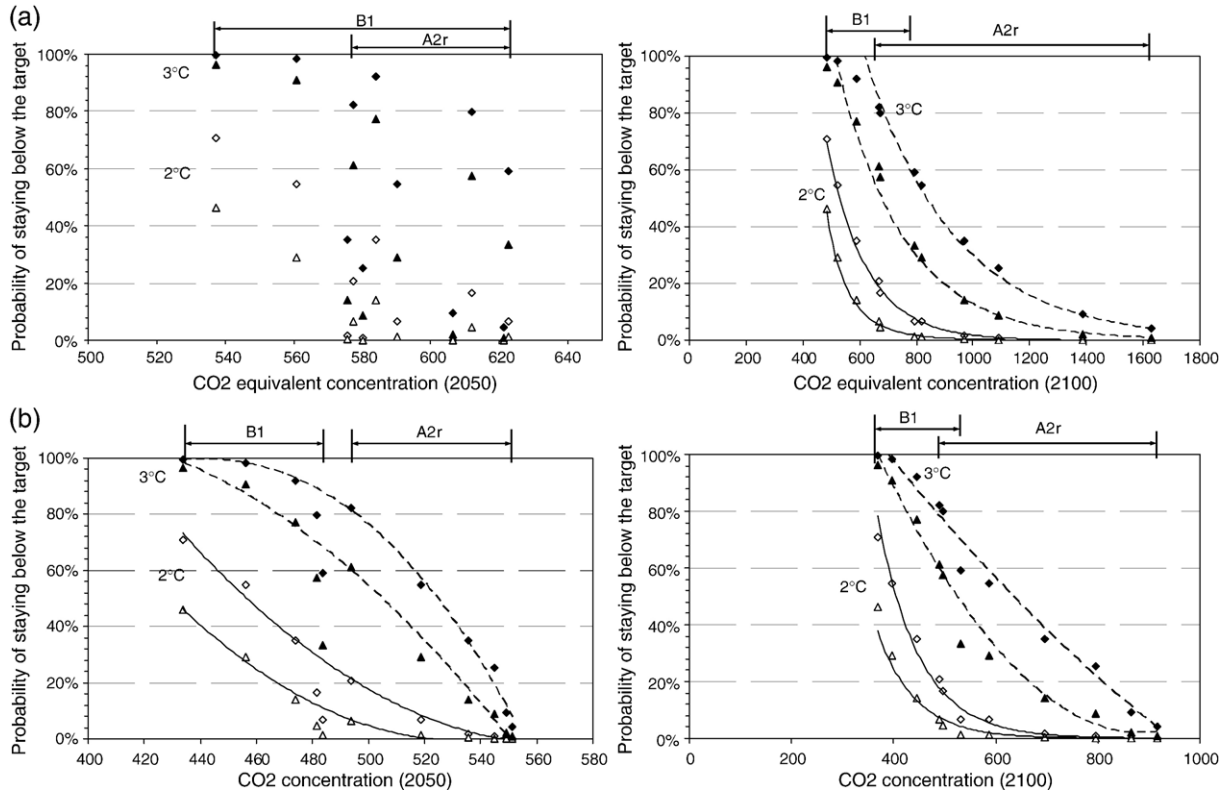 (a)
B1
A2r
Probability of staying below the target
100%
80%
60%
40%
20%
0%
3°C
2°C
500 520 540 560 580 600 620 640
CO2 equivalent concentration (2050)
B1
A2r
Probability of staying below the target
100%
80%
60%
40%
20%
0%
3°C
2°C
0 200 400 600 800 1000 1200 1400 1600 1800
CO2 equivalent concentration (2100)
(b)
B1
A2r
Probability of staying below the target
100%
80%
60%
40%
20%
0%
3°C
2°C
400 420 440 460 480 500 520 540 560 580
CO2 concentration (2050)
B1
A2r
Probability of staying below the target
100%
80%
60%
40%
20%
0%
3°C
2°C
0 200 400 600 800 1000
CO2 concentration (2100)